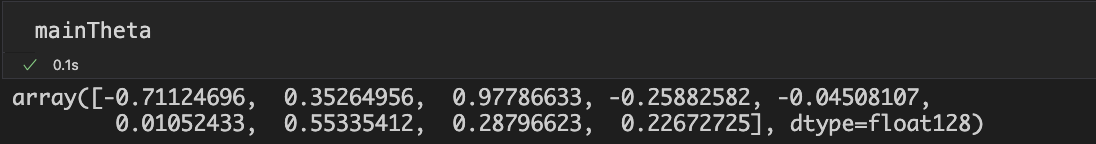 mainTheta
0.1s
array([-0.71124696,  0.35264956,  0.97786633, -0.25882582, -0.04508107,
        0.01052433,  0.55335412,  0.28796623,  0.22672725], dtype=float128)